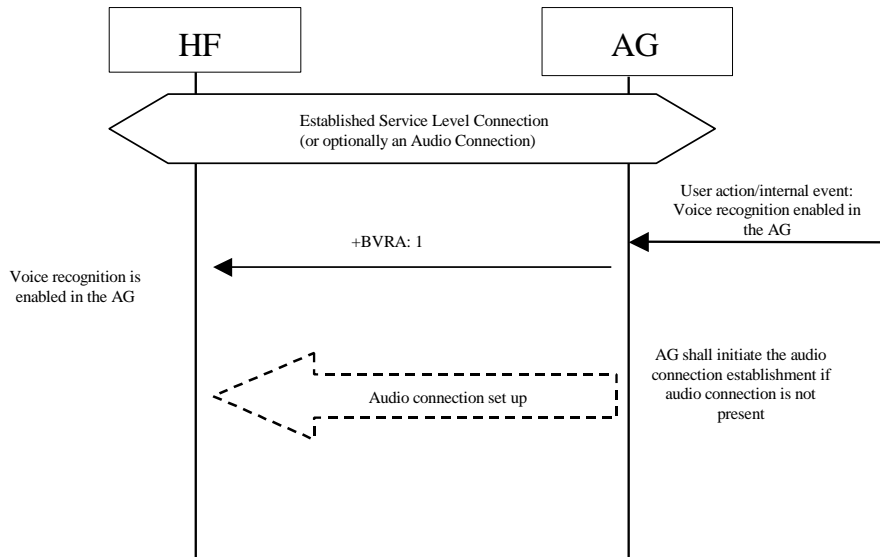 HF
AG
Established Service Level Connection
(or optionally an Audio Connection)
User action/internal event:
Voice recognition enabled in
the AG
+BVRA: 1
Voice recognition is
enabled in the AG
AG shall initiate the audio
connection establishment if
audio connection is not
present
Audio connection set up